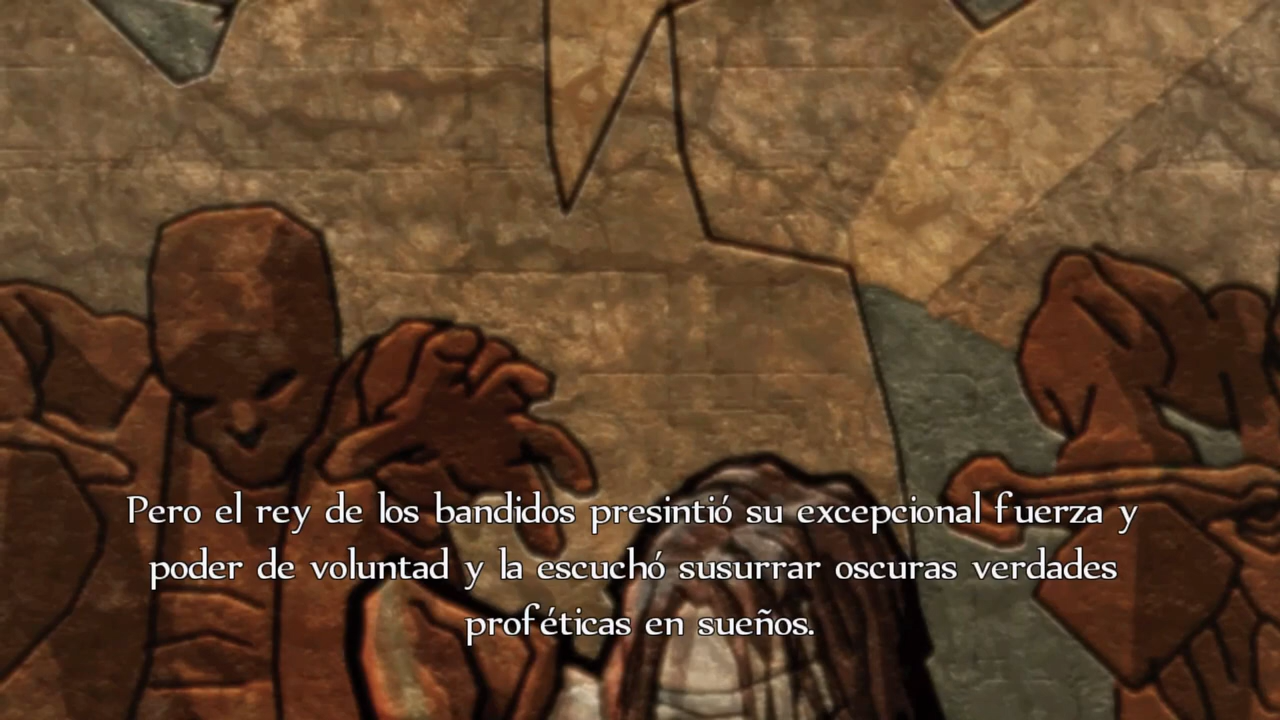 Pero el rey de los bandidos presintió su excepcional fuerza y
poder de voluntad y la escuchó susurrar oscuras verdades
proféticas en sueños.